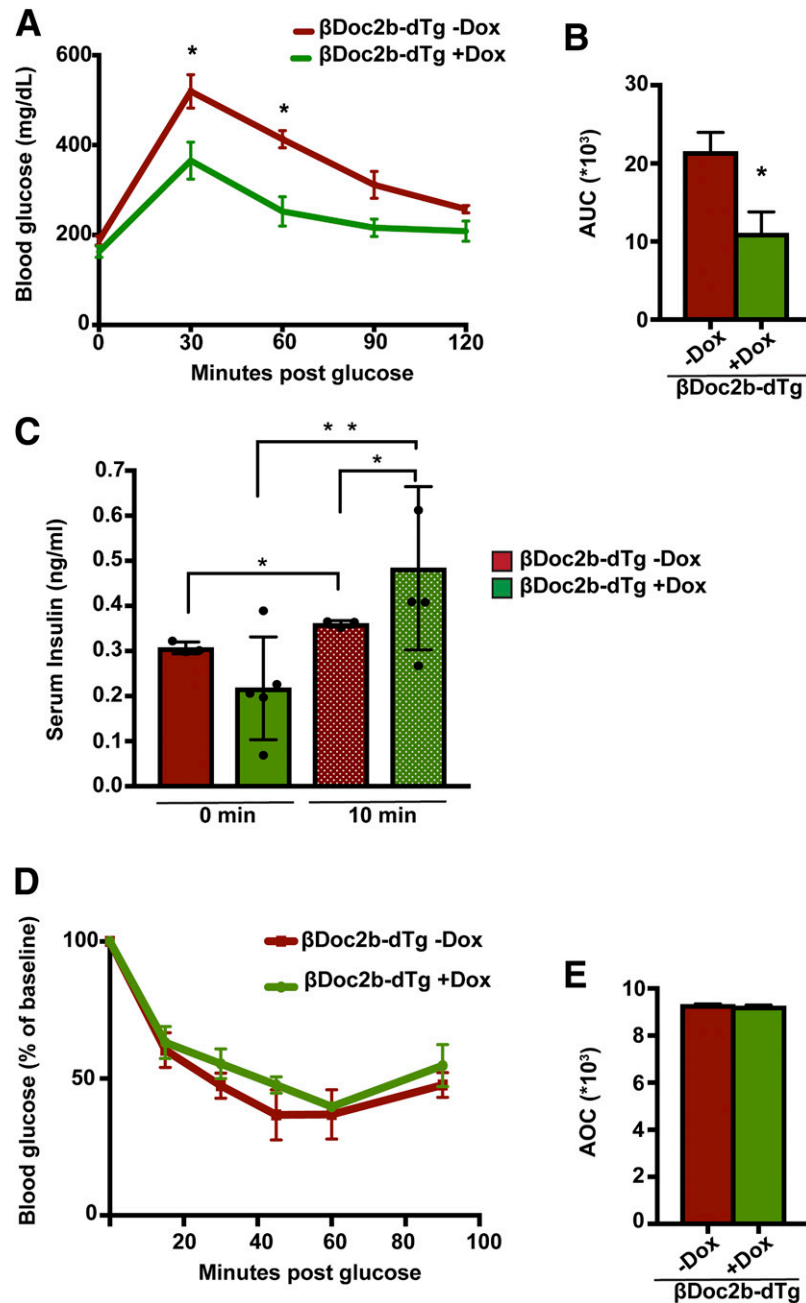 A
βDoc2b-dTg -Dox
βDoc2b-dTg +Dox
Blood glucose (mg/dL)
600
400
200
0
*
*
0 30 60 90 120
Minutes post glucose
B
AUC (*10³)
30
20
10
0
*
-Dox +Dox
βDoc2b-dTg
C
Serum Insulin (ng/ml)
0.7
0.6
0.5
0.4
0.3
0.2
0.1
0.0
* *
*
*
0 min 10 min
βDoc2b-dTg -Dox
βDoc2b-dTg +Dox
D
Blood glucose (% of baseline)
100
50
0
βDoc2b-dTg -Dox
βDoc2b-dTg +Dox
20 40 60 80 100
Minutes post glucose
E
AOC (*10³)
10
8
6
4
2
0
-Dox +Dox
βDoc2b-dTg